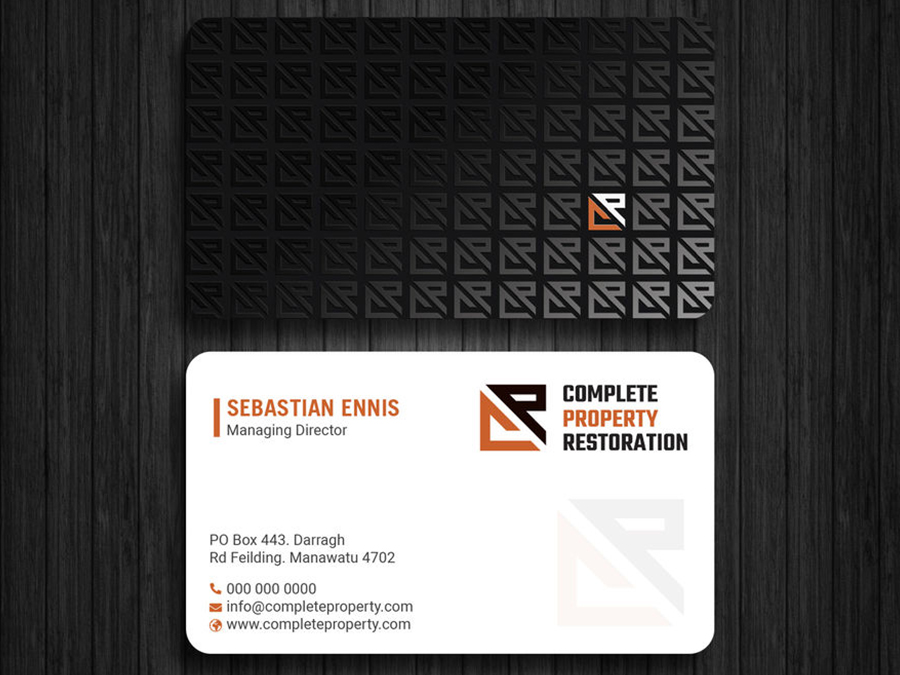 SEBASTIAN ENNIS
Managing Director
COMPLETE
PROPERTY
RESTORATION
PO Box 443. Darragh
Rd Feilding. Manawatu 4702
000 000 0000
info@completeproperty.com
www.completeproperty.com